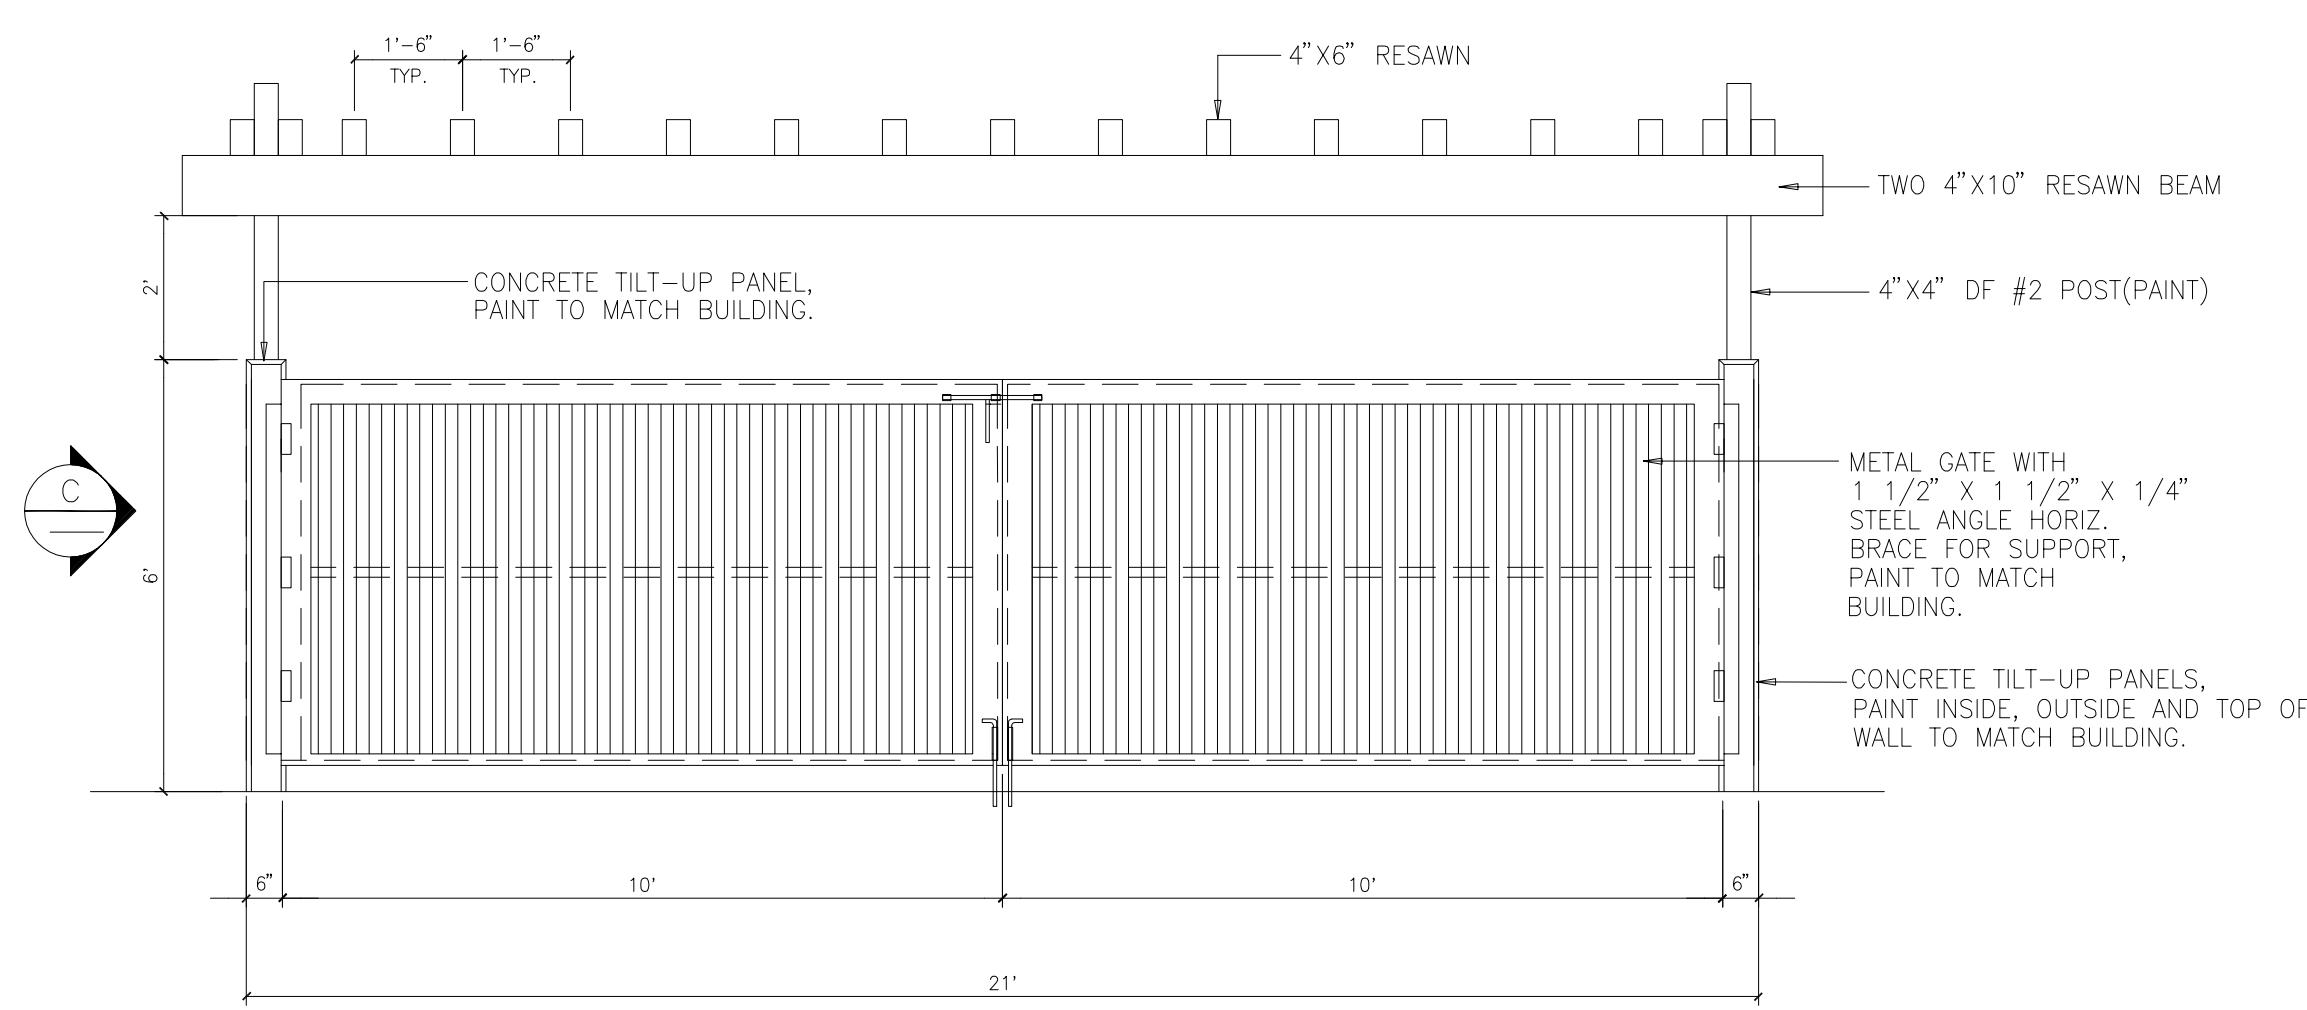 1'-6" 1'-6"
TYP. TYP.
4"X6" RESAWN
TWO 4"X10" RESAWN BEAM
2'
CONCRETE TILT-UP PANEL,
PAINT TO MATCH BUILDING.
4"X4" DF #2 POST(PAINT)
C
6'
METAL GATE WITH
1 1/2" X 1 1/2" X 1/4"
STEEL ANGLE HORIZ.
BRACE FOR SUPPORT,
PAINT TO MATCH
BUILDING.
CONCRETE TILT-UP PANELS,
PAINT INSIDE, OUTSIDE AND TOP OF
WALL TO MATCH BUILDING.
6" 10' 10' 6"
21'